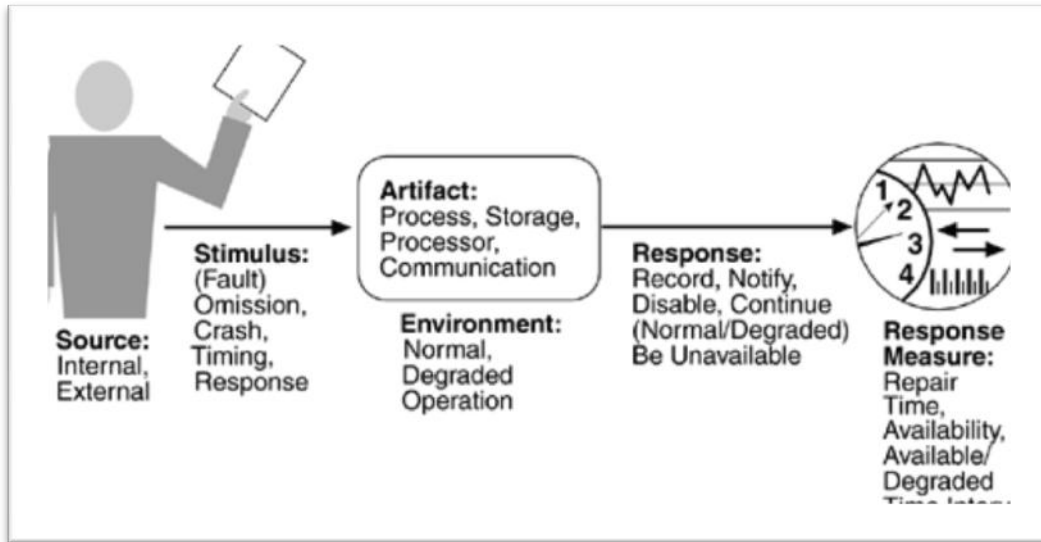 Source:
Internal,
External
Stimulus:
(Fault)
Omission,
Crash,
Timing,
Response
Artifact:
Process, Storage,
Processor,
Communication
Environment:
Normal,
Degraded
Operation
Response:
Record, Notify,
Disable, Continue
(Normal/Degraded)
Be Unavailable
1
2
3
4
Response
Measure:
Repair
Time,
Availability,
Available/
Degraded
Time Interv